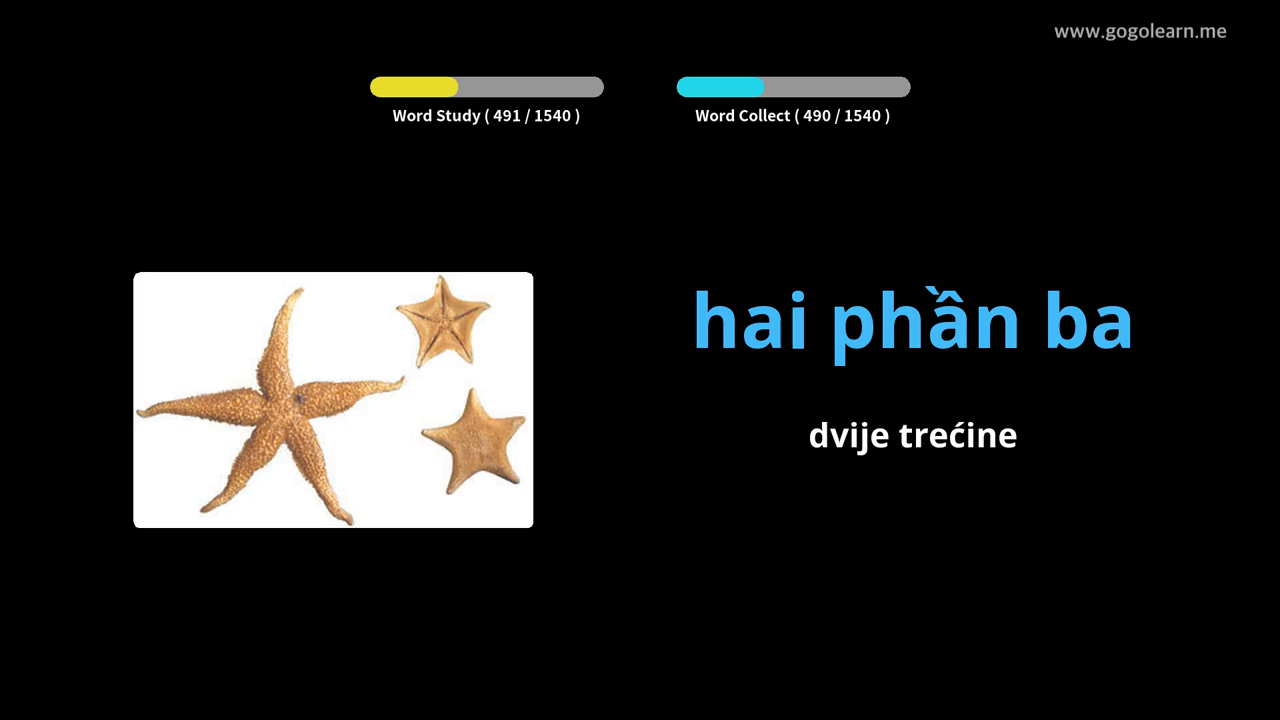 www.gogolearn.me
Word Study ( 491 / 1540 )
Word Collect ( 490 / 1540 )
hai phần ba
dvije trećine